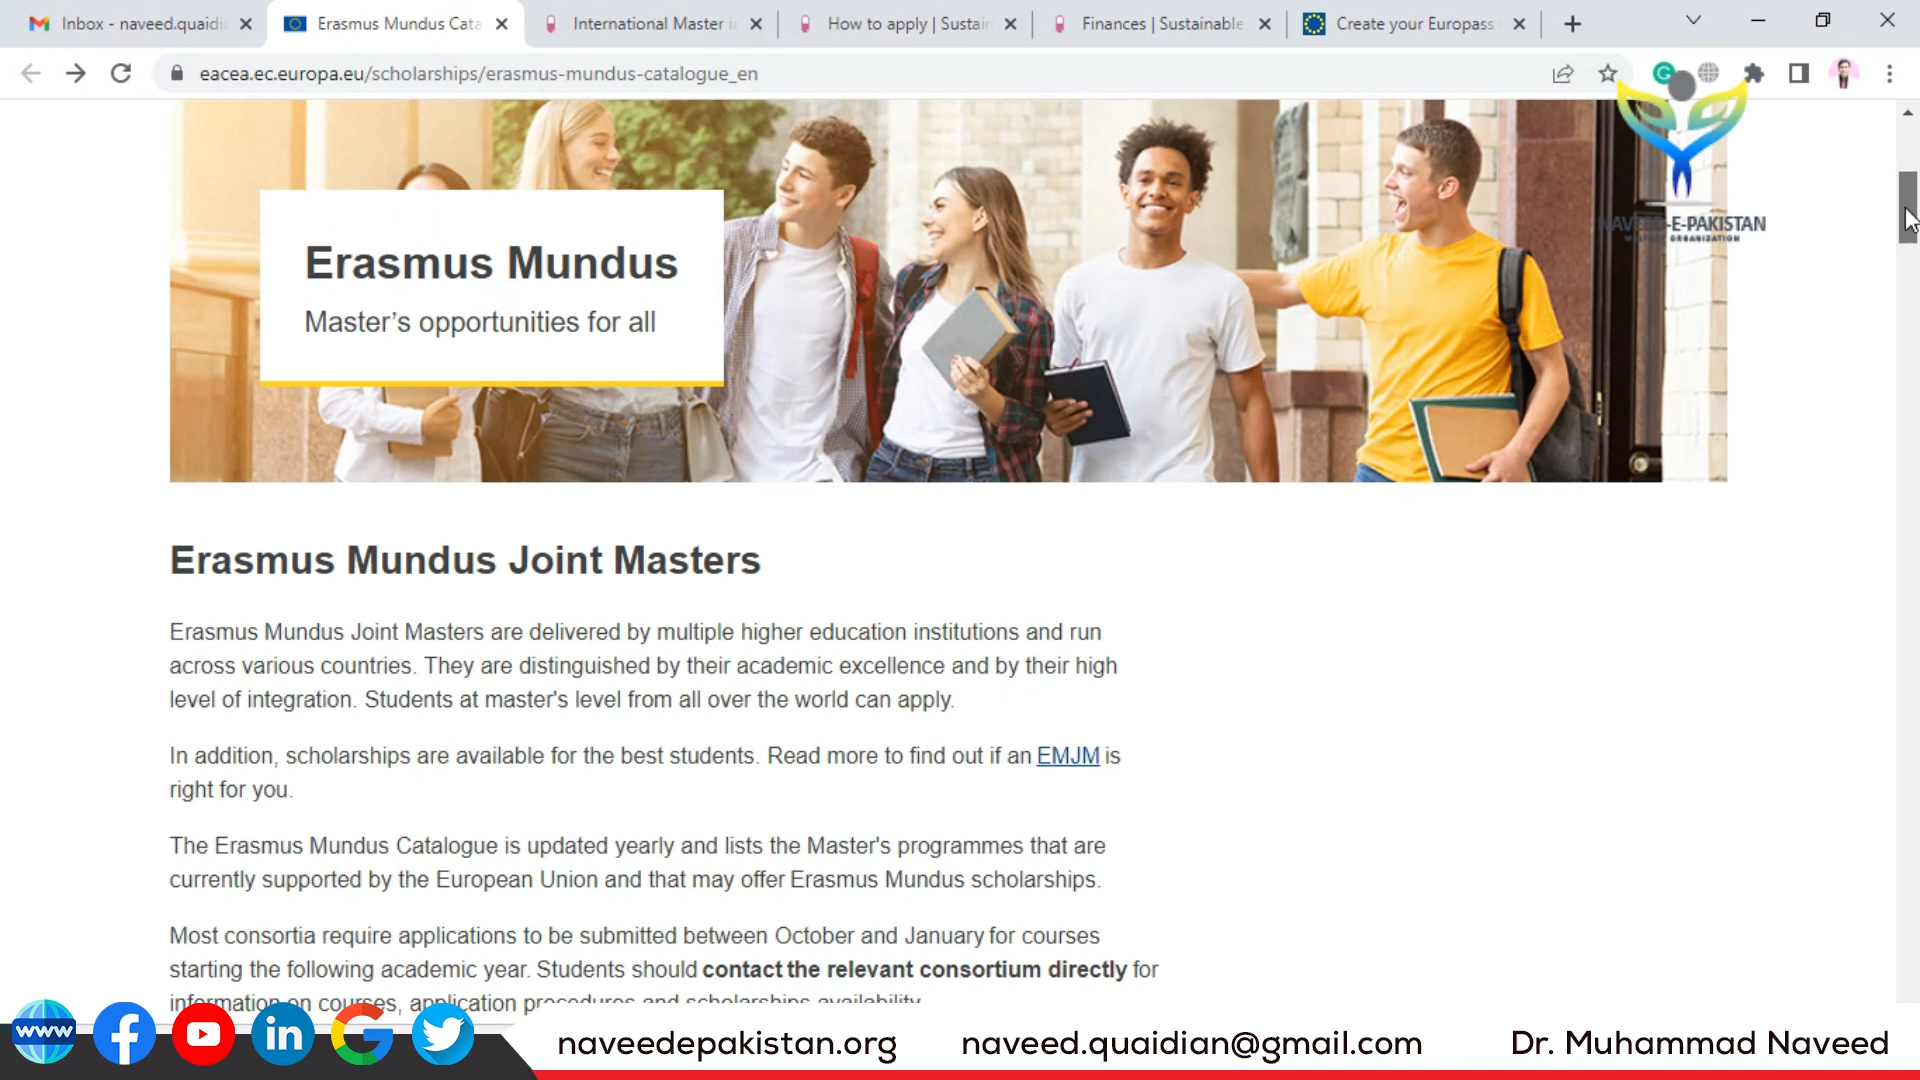 Inbox - naveed.quaidi
Erasmus Mundus Cata
International Master i
How to apply | Sustain
Finances | Sustainable
Create your Europass
eacea.ec.europa.eu/scholarships/erasmus-mundus-catalogue_en
NAVEED-E-PAKISTAN
WELFARE ORGANIZATION
Erasmus Mundus
Master's opportunities for all
Erasmus Mundus Joint Masters
Erasmus Mundus Joint Masters are delivered by multiple higher education institutions and run
across various countries. They are distinguished by their academic excellence and by their high
level of integration. Students at master's level from all over the world can apply.
In addition, scholarships are available for the best students. Read more to find out if an EMJM is
right for you.
The Erasmus Mundus Catalogue is updated yearly and lists the Master's programmes that are
currently supported by the European Union and that may offer Erasmus Mundus scholarships.
Most consortia require applications to be submitted between October and January for courses
starting the following academic year. Students should contact the relevant consortium directly for
information on courses, application procedures and scholarships availability.
www
in
naveedepakistan.org
naveed.quaidian@gmail.com
Dr. Muhammad Naveed